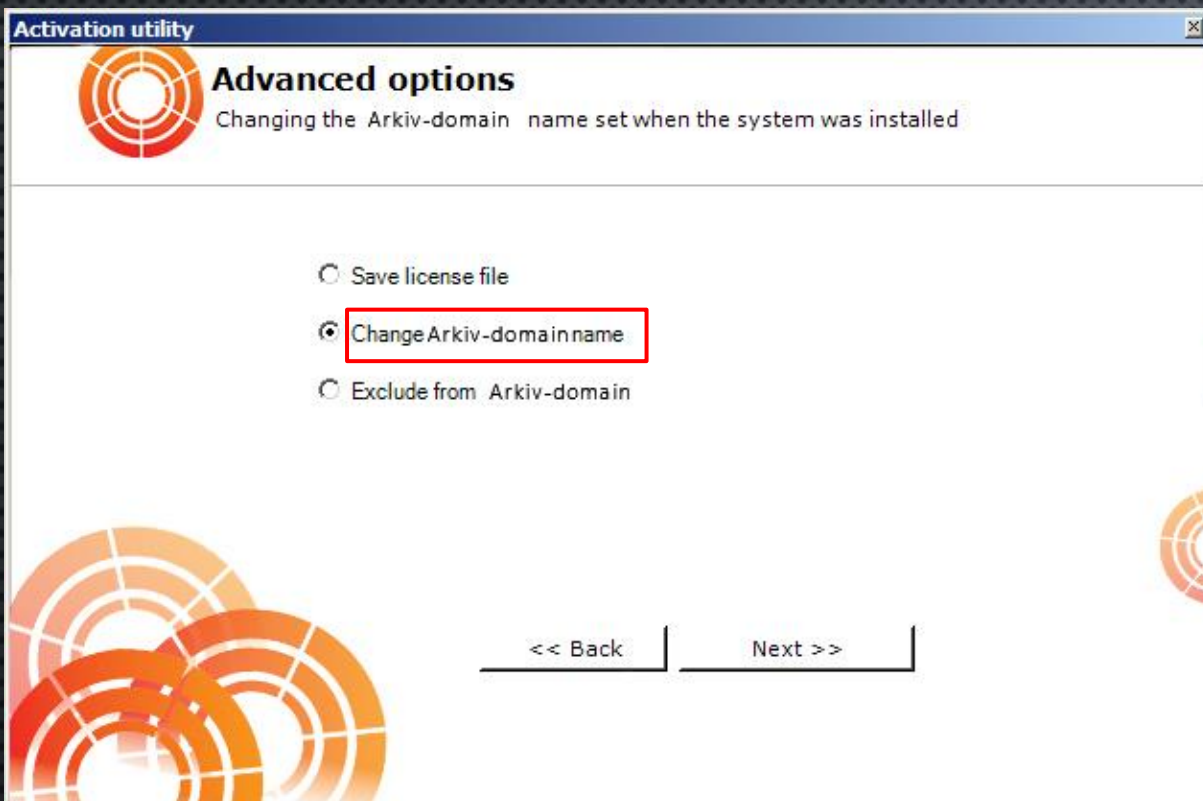 Activation utility
Advanced options
Changing the Arkiv-domain name set when the system was installed
Save license file
Change Arkiv-domain name
Exclude from Arkiv-domain
<< Back
Next >>